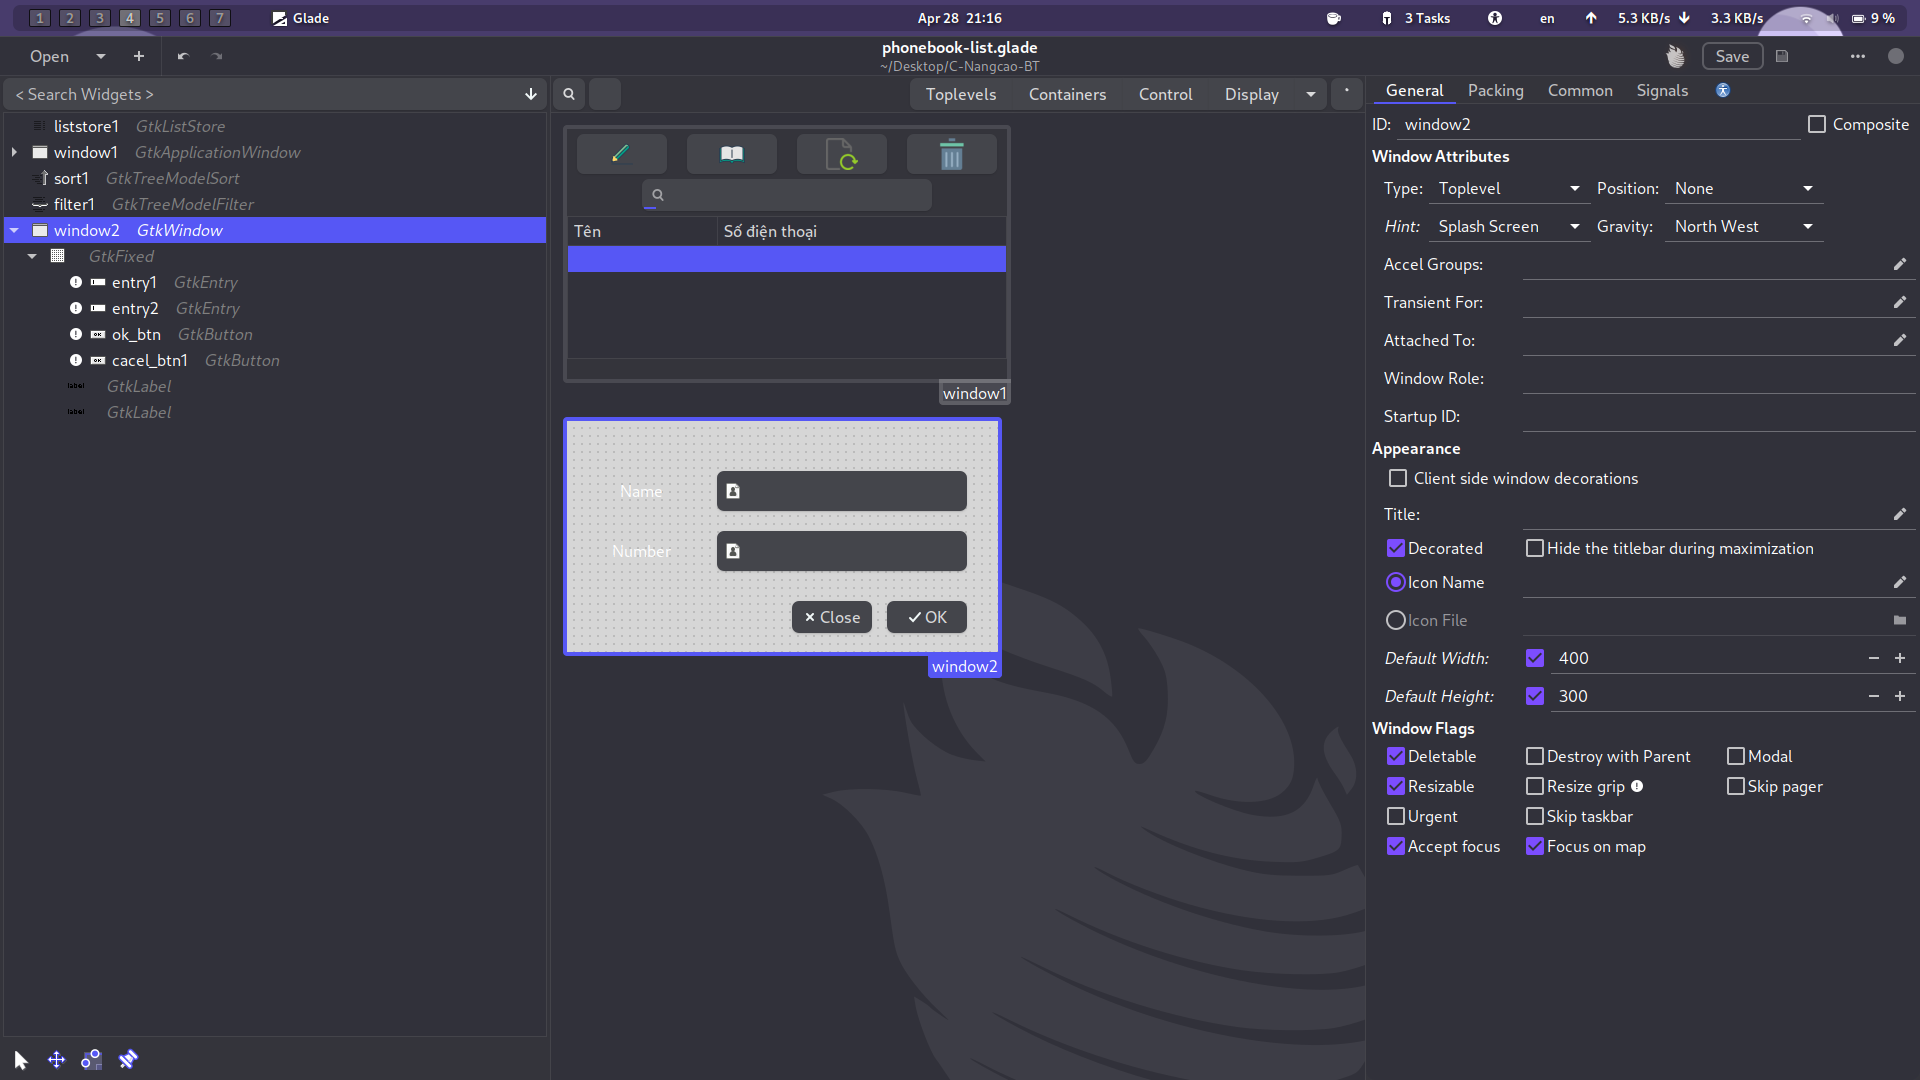 1 2 3 4 5 6 7 Glade Apr 28 21:16 3 Tasks en 5.3 KB/s 3.3 KB/s 9 %
Open phonebook-list.glade Save
~/Desktop/C-Nangcao-BT
< Search Widgets > Toplevels Containers Control Display
General Packing Common Signals
liststore1 GtkListStore
window1 GtkApplicationWindow
sort1 GtkTreeModelSort
filter1 GtkTreeModelFilter
window2 GtkWindow
GtkFixed
entry1 GtkEntry
entry2 GtkEntry
ok_btn GtkButton
cacel_btn1 GtkButton
label GtkLabel
label GtkLabel
Tên Số điện thoại
window1
Name
Number
Close OK
window2
ID: window2 Composite
Window Attributes
Type: Toplevel Position: None
Hint: Splash Screen Gravity: North West
Accel Groups:
Transient For:
Attached To:
Window Role:
Startup ID:
Appearance
Client side window decorations
Title:
Decorated Hide the titlebar during maximization
Icon Name
Icon File
Default Width: 400
Default Height: 300
Window Flags
Deletable Destroy with Parent Modal
Resizable Resize grip Skip pager
Urgent Skip taskbar
Accept focus Focus on map